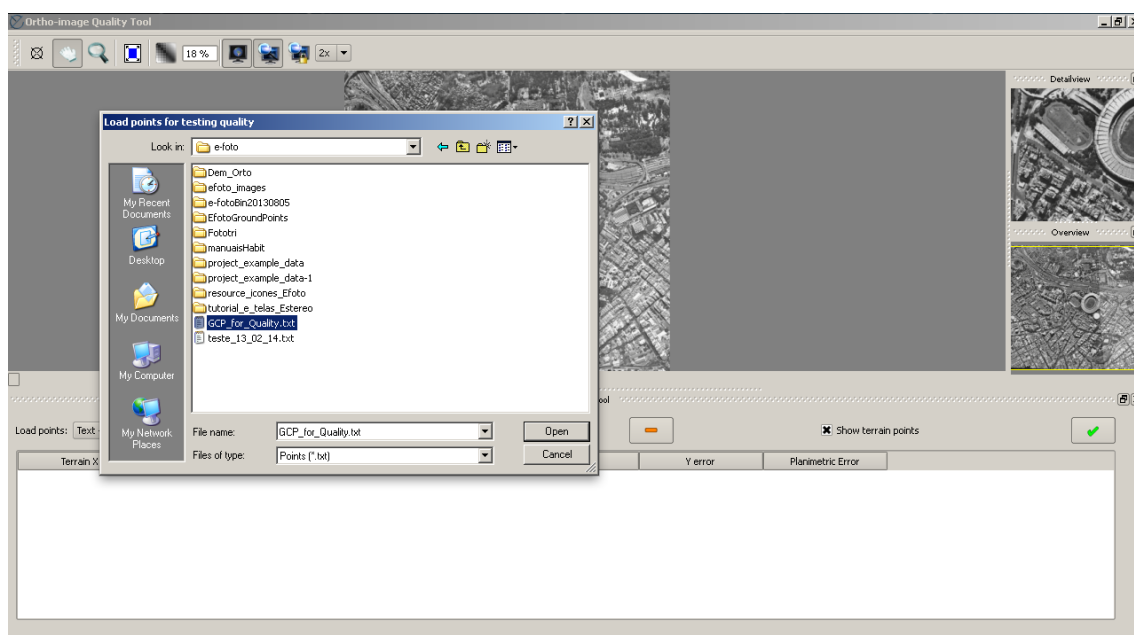 Ortho-image Quality Tool
18 %
2x
Detailview
Load points for testing quality
Look in:
e-foto
My Recent
Documents
Desktop
My Documents
My Computer
My Network
Places
Dem_Orto
efoto_images
e-fotoBin20130805
EfotoGroundPoints
Fototri
manuaisHabit
project_example_data
project_example_data-1
resource_icones_Efoto
tutorial_e_telas_Estereo
GCP_for_Quality.txt
teste_13_02_14.txt
File name:
GCP_for_Quality.txt
Open
Files of type:
Points (*.txt)
Cancel
Overview
ool
Load points:
Text
Show terrain points
Terrain X
Y error
Planimetric Error